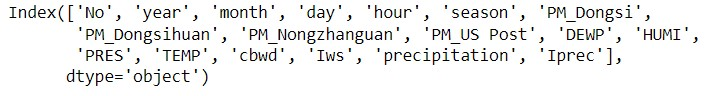 Index(['No', 'year', 'month', 'day', 'hour', 'season', 'PM_Dongsi',
'PM_Dongsihuan', 'PM_Nongzhanguan', 'PM_US Post', 'DEWP', 'HUMI',
'PRES', 'TEMP', 'cbwd', 'Iws', 'precipitation', 'Iprec'],
dtype='object')